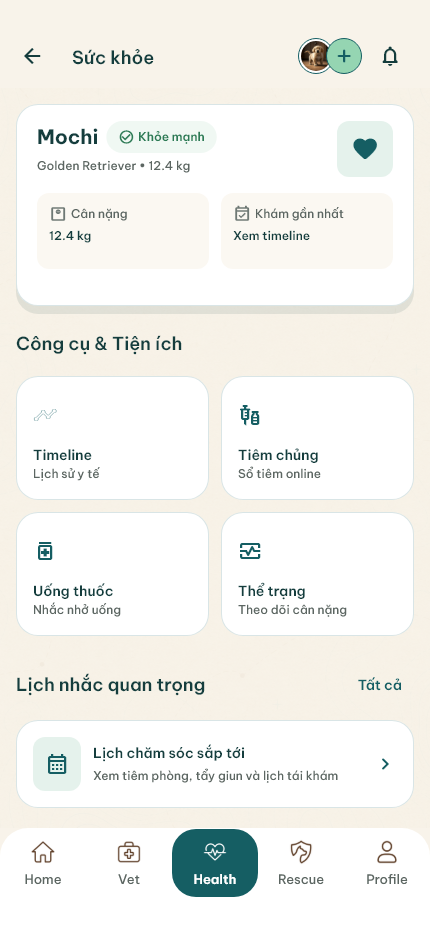 Sức khỏe
Mochi
Khỏe mạnh
Golden Retriever • 12.4 kg
Cân nặng
12.4 kg
Khám gần nhất
Xem timeline
Công cụ & Tiện ích
Timeline
Lịch sử y tế
Tiêm chủng
Sổ tiêm online
Uống thuốc
Nhắc nhở uống
Thể trạng
Theo dõi cân nặng
Lịch nhắc quan trọng
Tất cả
Lịch chăm sóc sắp tới
Xem tiêm phòng, tẩy giun và lịch tái khám
Home
Vet
Health
Rescue
Profile